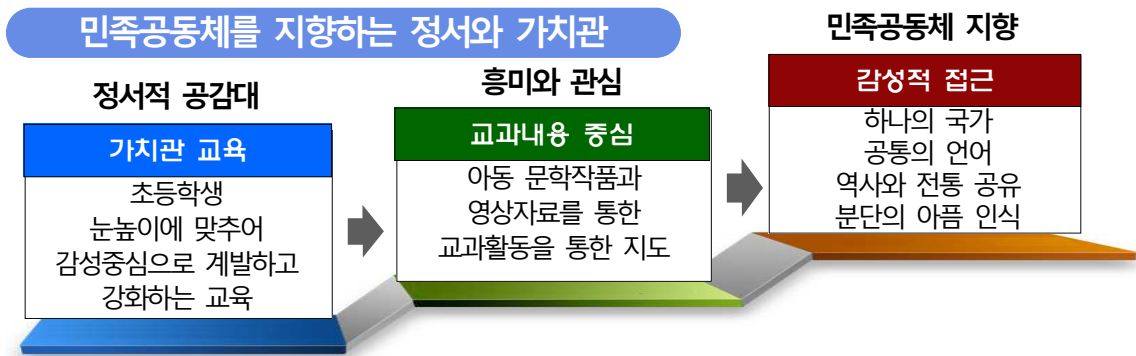 민족공동체를 지향하는 정서와 가치관
정서적 공감대
가치관 교육
초등학생
눈높이에 맞추어
감성중심으로 계발하고
강화하는 교육
흥미와 관심
교과내용 중심
아동 문학작품과
영상자료를 통한
교과활동을 통한 지도
민족공동체 지향
감성적 접근
하나의 국가
공통의 언어
역사와 전통 공유
분단의 아픔 인식